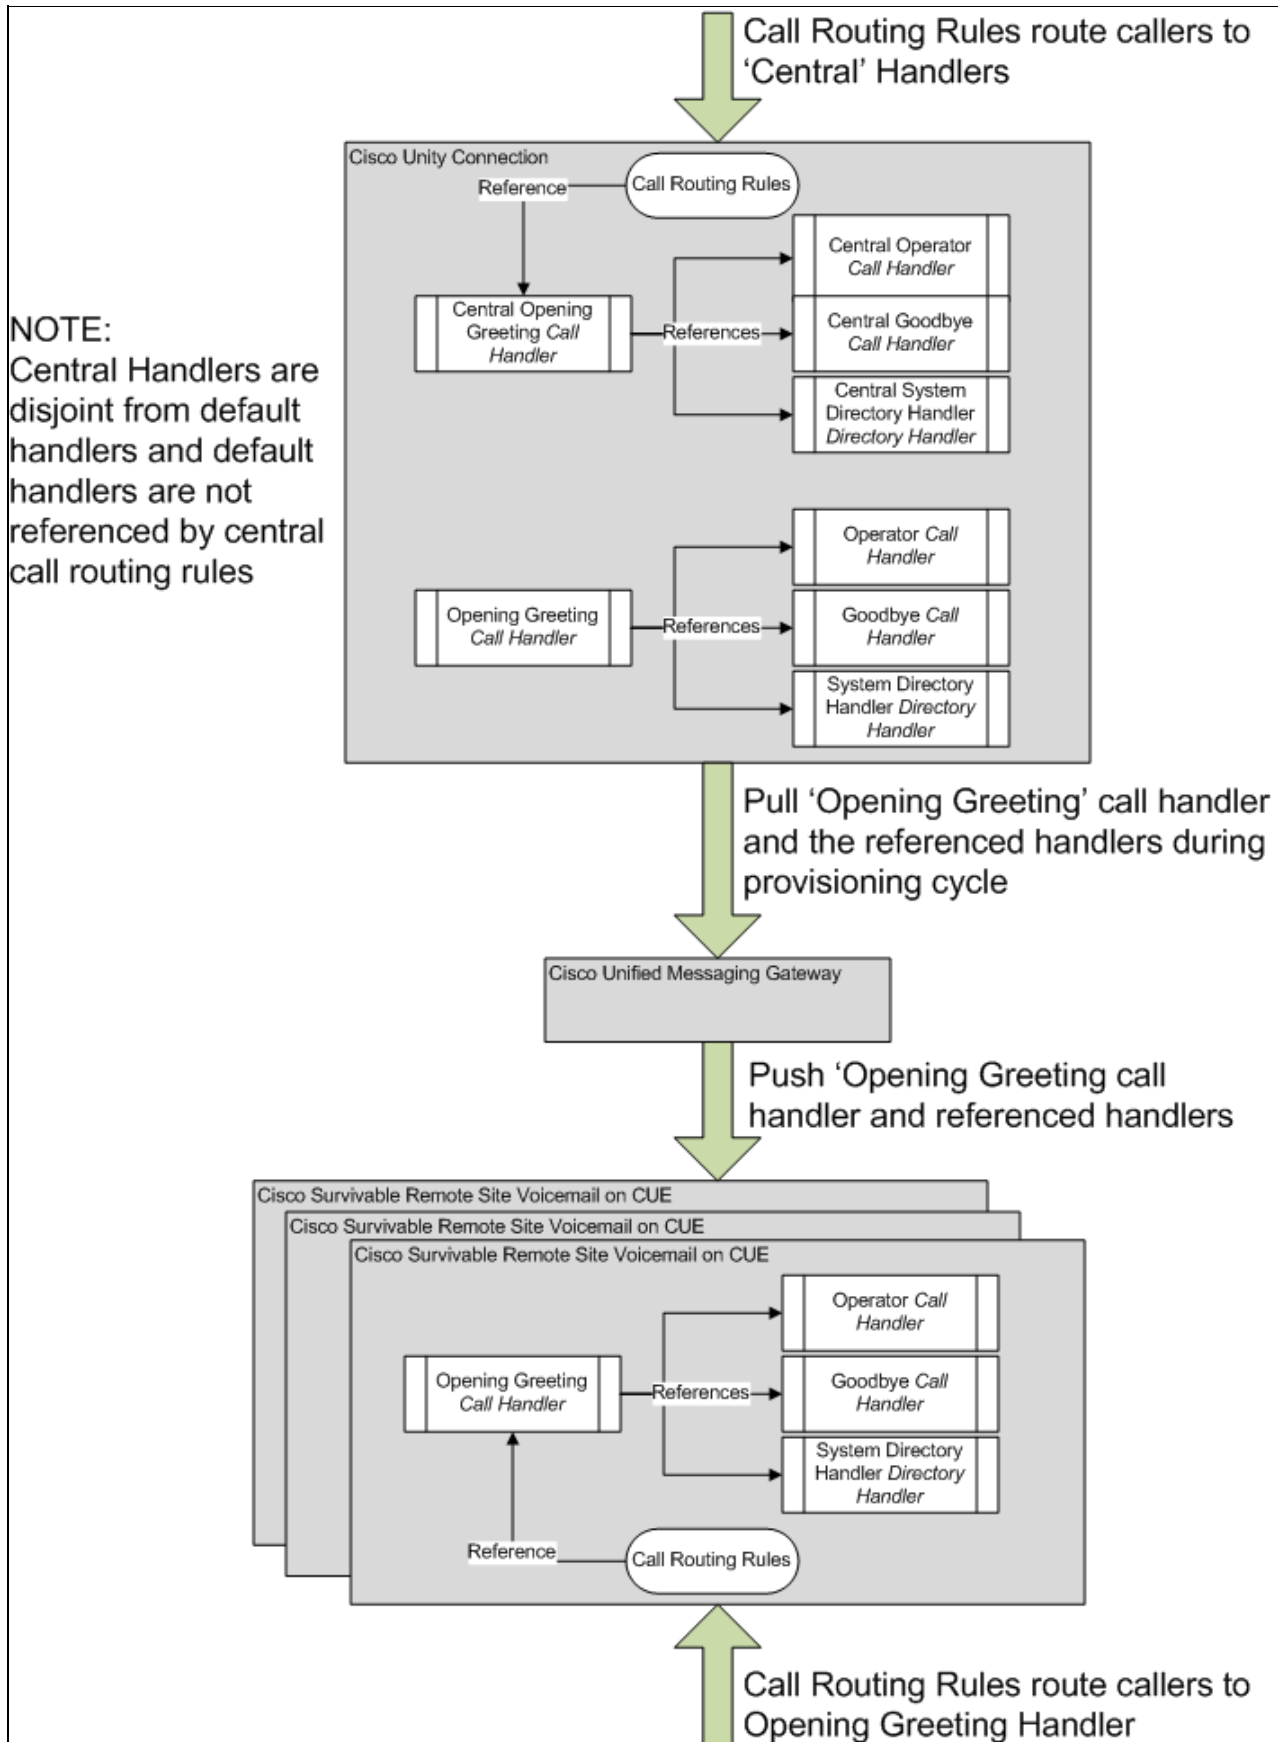 Call Routing Rules route callers to
‘Central’ Handlers
Cisco Unity Connection
Call Routing Rules
Reference
Central Operator
Call Handler
Central Opening
Greeting Call
Handler
References
Central Goodbye
Call Handler
Central System
Directory Handler
Directory Handler
NOTE:
Central Handlers are
disjoint from default
handlers and default
handlers are not
referenced by central
call routing rules
Operator Call
Handler
Opening Greeting
Call Handler
References
Goodbye Call
Handler
System Directory
Handler Directory
Handler
Pull ‘Opening Greeting’ call handler
and the referenced handlers during
provisioning cycle
Cisco Unified Messaging Gateway
Push ‘Opening Greeting call
handler and referenced handlers
Cisco Survivable Remote Site Voicemail on CUE
Cisco Survivable Remote Site Voicemail on CUE
Cisco Survivable Remote Site Voicemail on CUE
Operator Call
Handler
Opening Greeting
Call Handler
References
Goodbye Call
Handler
System Directory
Handler Directory
Handler
Reference
Call Routing Rules
Call Routing Rules route callers to
Opening Greeting Handler